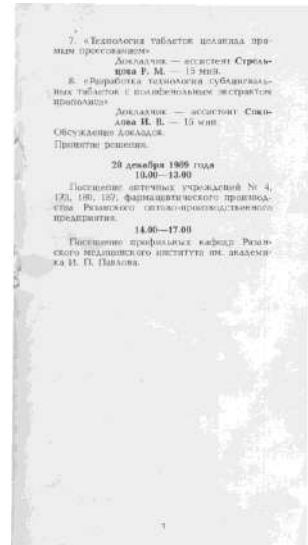 7. «Технология таблеток целанида пря-
мым прессованием»
Докладчик — ассистент Стрель-
цова Р. М. — 15 мин.
8. «Разработка технологии сублингваль-
ных таблеток с полифенольным экстрактом
прополиса»
Докладчик — ассистент Соко-
лова И. В. — 15 мин.
Обсуждение докладов.
Принятие решения.
20 декабря 1989 года
10.00—13.00
Посещение аптечных учреждений № 4,
173, 180, 187, фармацевтического производ-
ства Рязанского оптово-производственного
предприятия.
14.00—17.00
Посещение профильных кафедр Рязан-
ского медицинского института им. академи-
ка И. П. Павлова.